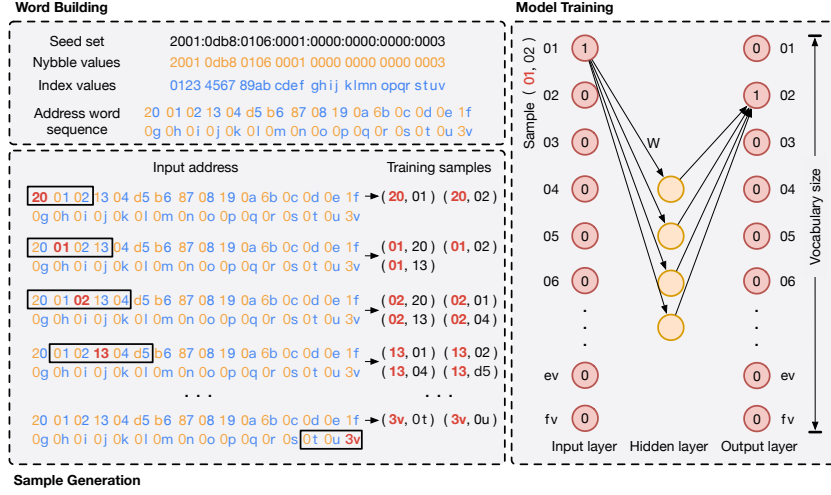 Word Building
Seed set
2001:0db8:0106:0001:0000:0000:0000:0003
Nybble values
2001 0db8 0106 0001 0000 0000 0000 0003
Index values
0123 4567 89ab cdef ghij klmn opqr stuv
Address word
sequence
20 01 02 13 04 d5 b6 87 08 19 0a 6b 0c 0d 0e 1f
0g 0h 0i 0j 0k 0l 0m 0n 0o 0p 0q 0r 0s 0t 0u 3v
Input address
Training samples
20 01 02 13 04 d5 b6 87 08 19 0a 6b 0c 0d 0e 1f
0g 0h 0i 0j 0k 0l 0m 0n 0o 0p 0q 0r 0s 0t 0u 3v
(20, 01) (20, 02)
20 01 02 13 04 d5 b6 87 08 19 0a 6b 0c 0d 0e 1f
0g 0h 0i 0j 0k 0l 0m 0n 0o 0p 0q 0r 0s 0t 0u 3v
(01, 20) (01, 02)
(01, 13)
20 01 02 13 04 d5 b6 87 08 19 0a 6b 0c 0d 0e 1f
0g 0h 0i 0j 0k 0l 0m 0n 0o 0p 0q 0r 0s 0t 0u 3v
(02, 20) (02, 01)
(02, 13) (02, 04)
20 01 02 13 04 d5 b6 87 08 19 0a 6b 0c 0d 0e 1f
0g 0h 0i 0j 0k 0l 0m 0n 0o 0p 0q 0r 0s 0t 0u 3v
(13, 01) (13, 02)
(13, 04) (13, d5)
. . .
. . .
20 01 02 13 04 d5 b6 87 08 19 0a 6b 0c 0d 0e 1f
0g 0h 0i 0j 0k 0l 0m 0n 0o 0p 0q 0r 0s 0t 0u 3v
(3v, 0t) (3v, 0u)
Sample Generation
Model Training
Sample (01, 02)
01 1 0 01
02 0 1 02
W
03 0 0 03
04 0 0 04
05 0 0 05
06 0 0 06
. .
. .
. .
ev 0 0 ev
fv 0 0 fv
Input layer Hidden layer Output layer
Vocabulary size